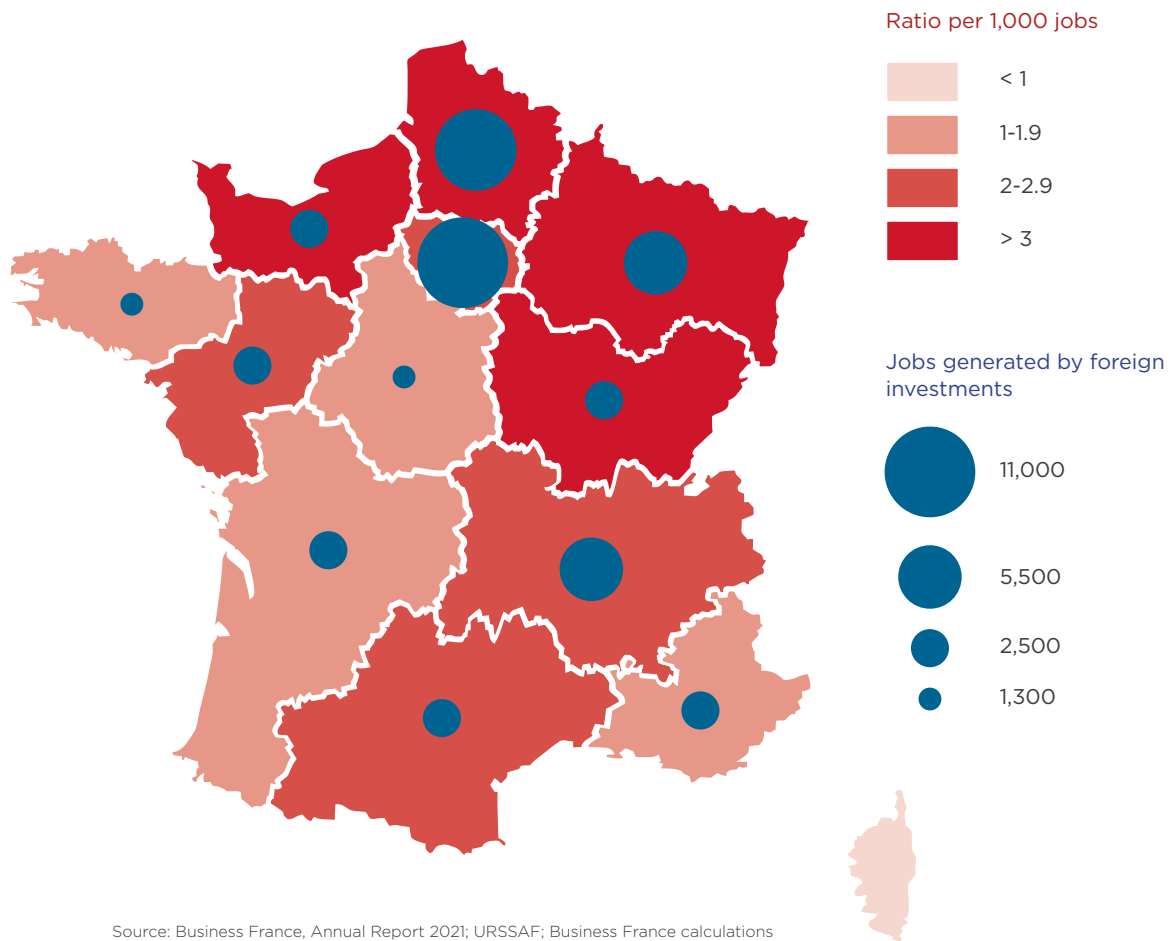 Ratio per 1,000 jobs
< 1
1-1.9
2-2.9
> 3
Jobs generated by foreign
investments
11,000
5,500
2,500
1,300
Source: Business France, Annual Report 2021; URSSAF; Business France calculations